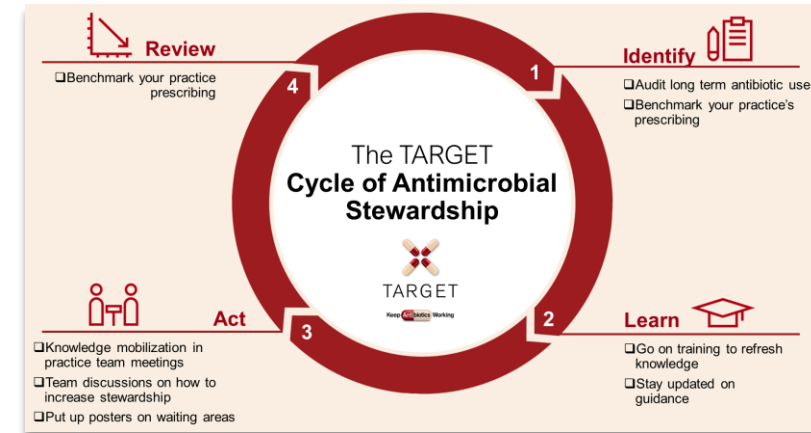 Review
❑Benchmark your practice
prescribing
4
1
Identify
❑Audit long term antibiotic use
❑Benchmark your practice's
prescribing
The TARGET
Cycle of Antimicrobial
Stewardship
TARGET
Keep Antibiotics Working
Act
3
❑Knowledge mobilization in
practice team meetings
❑Team discussions on how to
increase stewardship
❑Put up posters on waiting areas
2
Learn
❑Go on training to refresh
knowledge
❑Stay updated on
guidance